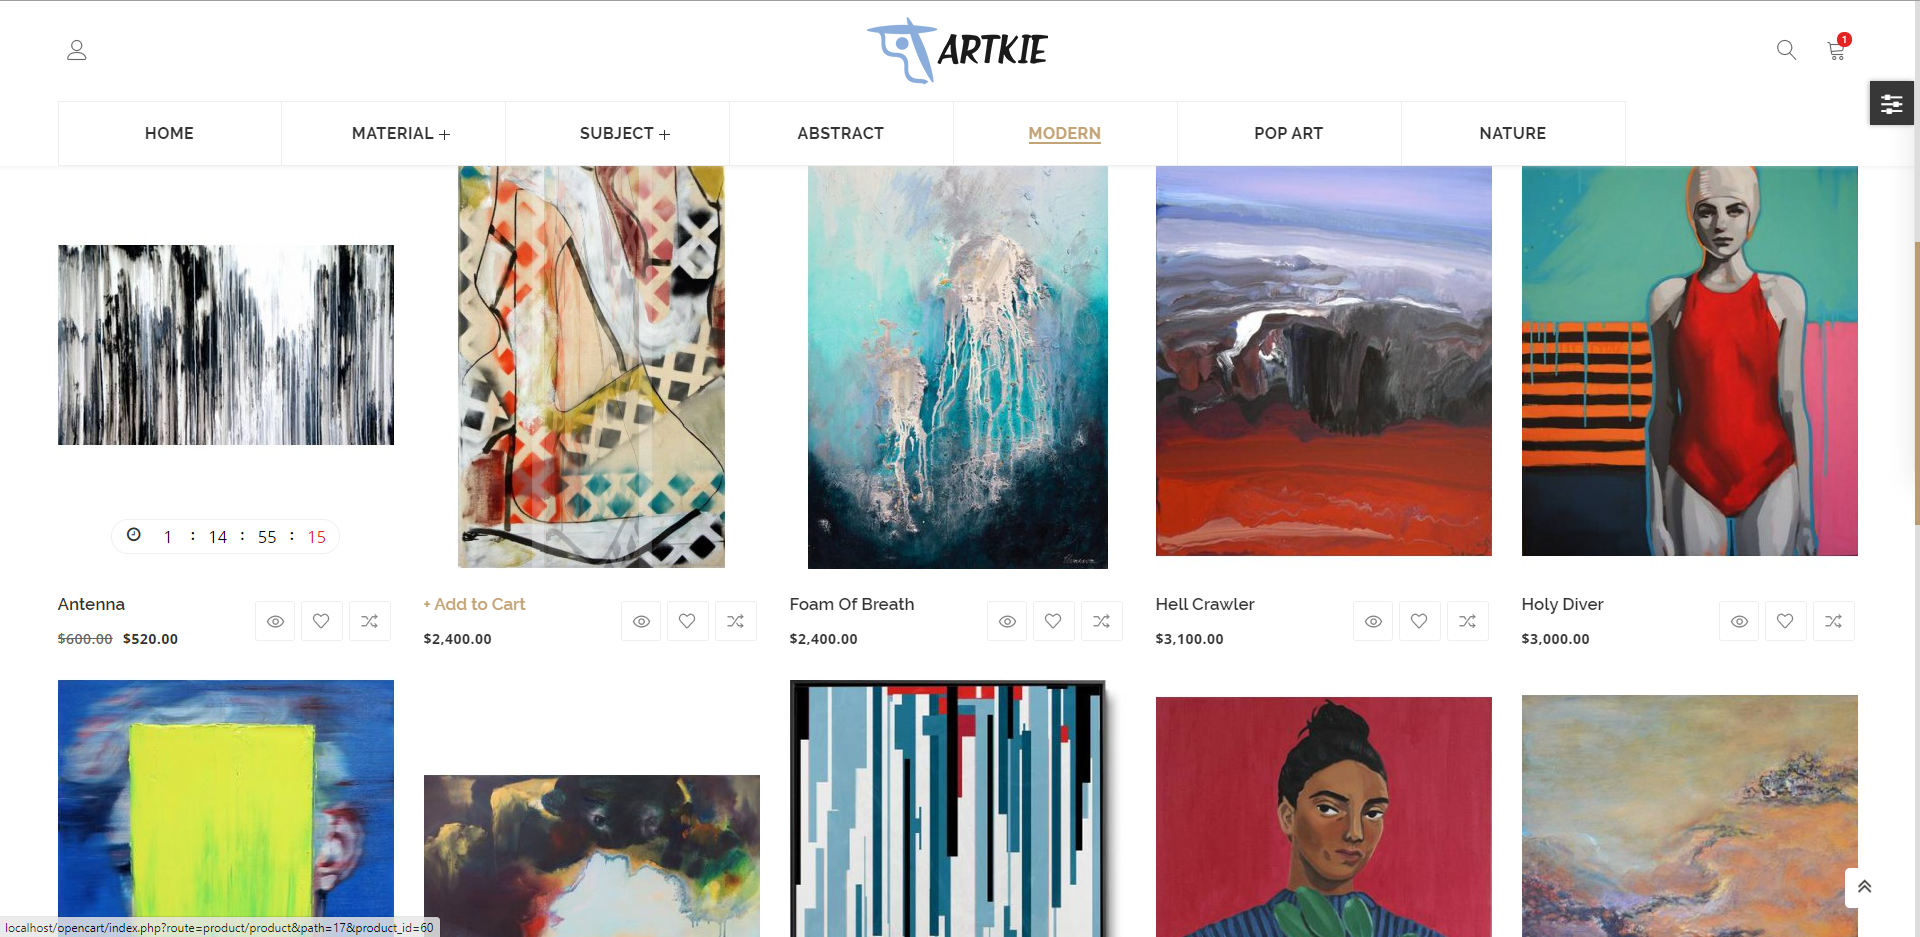 ARTKIE
1
HOME
MATERIAL +
SUBJECT +
ABSTRACT
MODERN
POP ART
NATURE
1 : 14 : 55 : 15
Antenna
$600.00 $520.00
+ Add to Cart
$2,400.00
Foam Of Breath
$2,400.00
Hell Crawler
$3,100.00
Holy Diver
$3,000.00
localhost/opencart/index.php?route=product/product&path=17&product_id=60